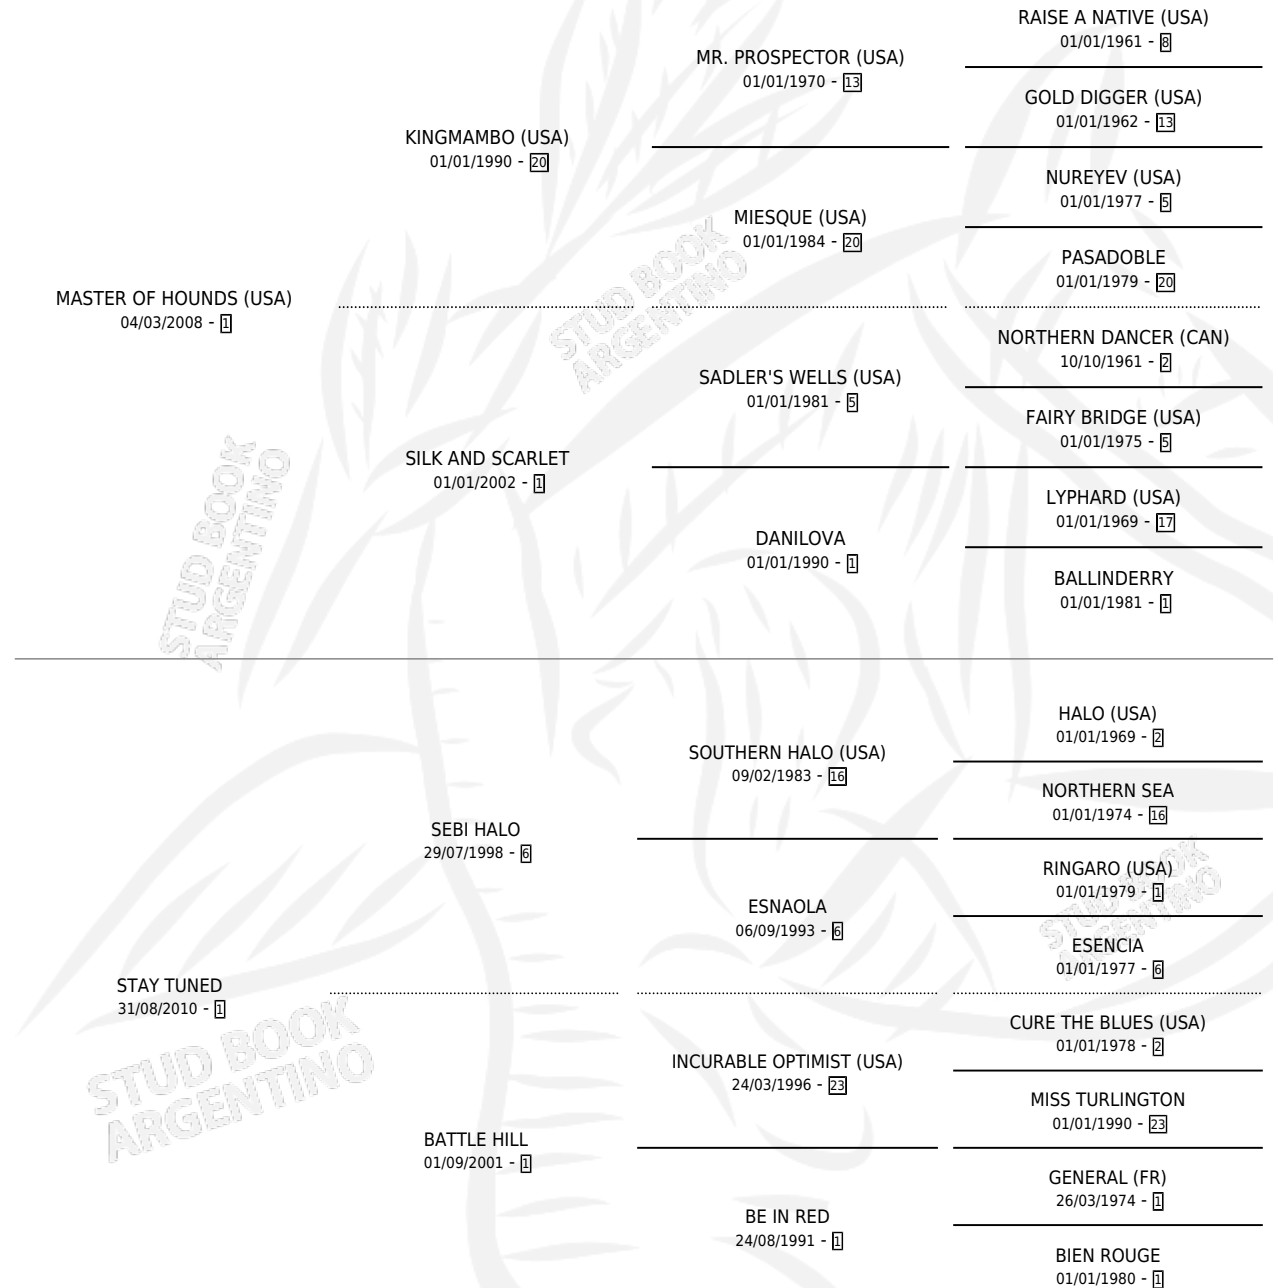 RAISE A NATIVE (USA)
01/01/1961 - 8
MR. PROSPECTOR (USA)
01/01/1970 - 13
GOLD DIGGER (USA)
01/01/1962 - 13
KINGMAMBO (USA)
01/01/1990 - 20
NUREYEV (USA)
01/01/1977 - 5
MIESQUE (USA)
01/01/1984 - 20
PASADOBLE
01/01/1979 - 20
MASTER OF HOUNDS (USA)
04/03/2008 - 1
STUD BOOK
ARGENTINO
NORTHERN DANCER (CAN)
10/10/1961 - 2
SADLER'S WELLS (USA)
01/01/1981 - 5
FAIRY BRIDGE (USA)
01/01/1975 - 5
SILK AND SCARLET
01/01/2002 - 1
LYPHARD (USA)
01/01/1969 - 17
DANILOVA
01/01/1990 - 1
BALLINDERRY
01/01/1981 - 1
STUD BOOK
ARGENTINO
HALO (USA)
01/01/1969 - 2
SOUTHERN HALO (USA)
09/02/1983 - 16
NORTHERN SEA
01/01/1974 - 16
SEBI HALO
29/07/1998 - 6
RINGARO (USA)
01/01/1979 - 1
ESNAOLA
06/09/1993 - 6
ESENCIA
01/01/1977 - 6
STUD BOOK
ARGENTINO
STAY TUNED
31/08/2010 - 1
CURE THE BLUES (USA)
01/01/1978 - 2
INCURABLE OPTIMIST (USA)
24/03/1996 - 23
MISS TURLINGTON
01/01/1990 - 23
STUD BOOK
ARGENTINO
BATTLE HILL
01/09/2001 - 1
GENERAL (FR)
26/03/1974 - 1
BE IN RED
24/08/1991 - 1
BIEN ROUGE
01/01/1980 - 1